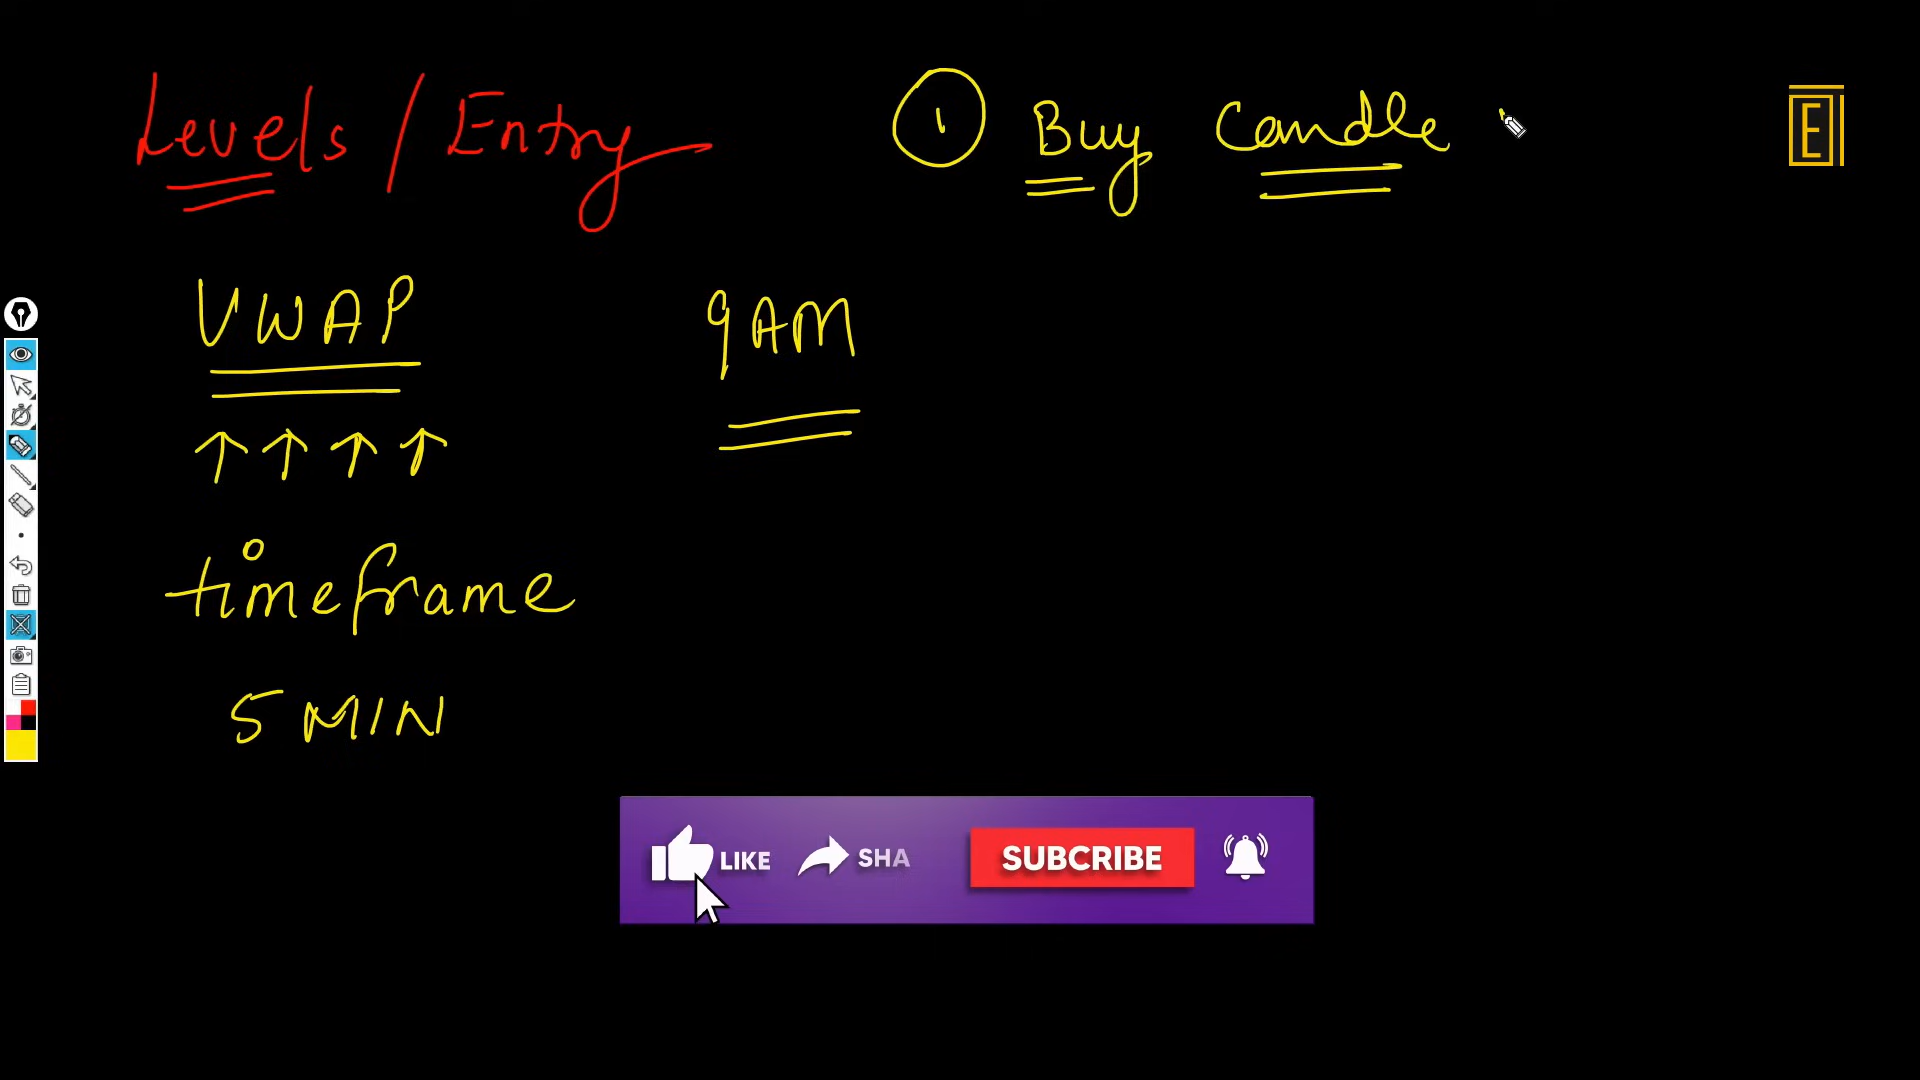 Levels / Entry
1 Buy Candle
VWAP
9AM
↑ ↑ ↑ ↑
timeframe
5 MIN
LIKE SHA SUBCRIBE
E